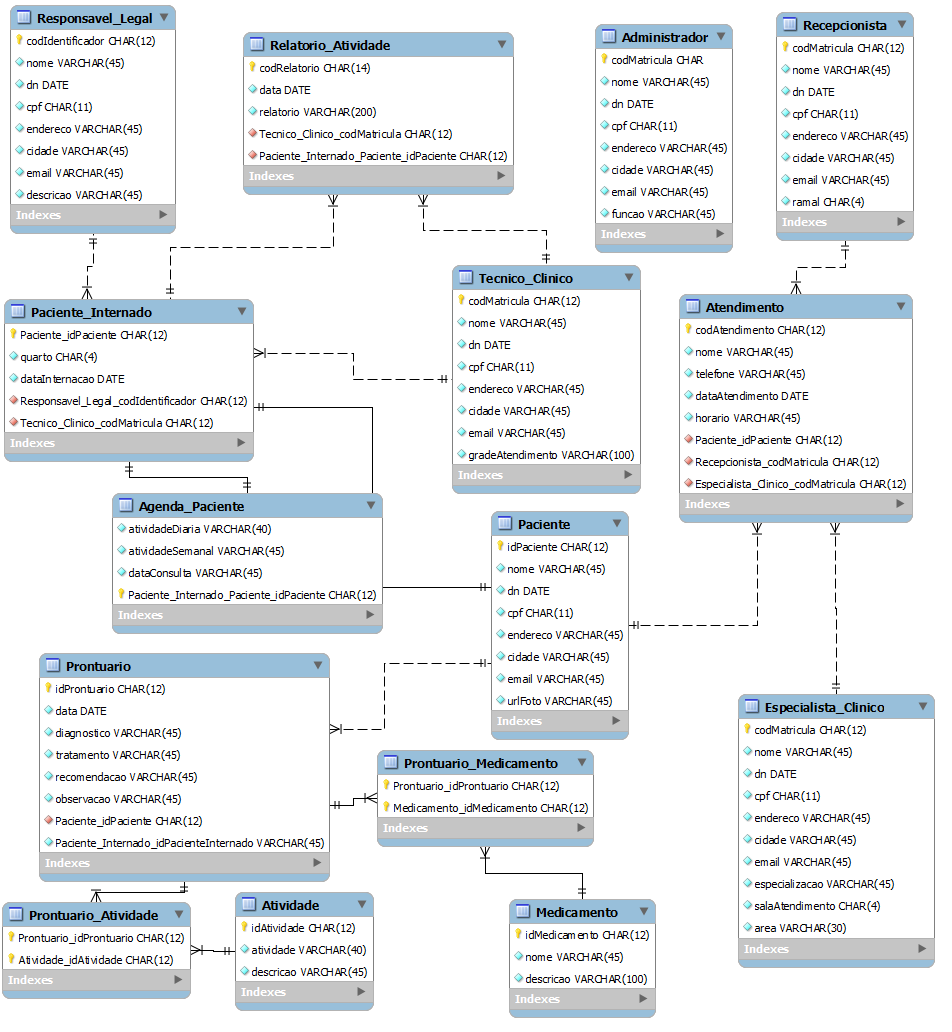 Responsavel_Legal
codIdentificador CHAR(12)
nome VARCHAR(45)
dn DATE
cpf CHAR(11)
endereco VARCHAR(45)
cidade VARCHAR(45)
email VARCHAR(45)
descricao VARCHAR(45)
Indexes
Relatorio_Atividade
codRelatorio CHAR(14)
data DATE
relatorio VARCHAR(200)
Tecnico_Clinico_codMatricula CHAR(12)
Paciente_Internado_Paciente_idPaciente CHAR(12)
Indexes
Administrador
codMatricula CHAR
nome VARCHAR(45)
dn DATE
cpf CHAR(11)
endereco VARCHAR(45)
cidade VARCHAR(45)
email VARCHAR(45)
funcao VARCHAR(45)
Indexes
Recepcionista
codMatricula CHAR(12)
nome VARCHAR(45)
dn DATE
cpf CHAR(11)
endereco VARCHAR(45)
cidade VARCHAR(45)
email VARCHAR(45)
ramal CHAR(4)
Indexes
Paciente_Internado
Paciente_idPaciente CHAR(12)
quarto CHAR(4)
dataInternacao DATE
Responsavel_Legal_codIdentificador CHAR(12)
Tecnico_Clinico_codMatricula CHAR(12)
Indexes
Tecnico_Clinico
codMatricula CHAR(12)
nome VARCHAR(45)
dn DATE
cpf CHAR(11)
endereco VARCHAR(45)
cidade VARCHAR(45)
email VARCHAR(45)
gradeAtendimento VARCHAR(100)
Indexes
Atendimento
codAtendimento CHAR(12)
nome VARCHAR(45)
telefone VARCHAR(45)
dataAtendimento DATE
horario VARCHAR(45)
Paciente_idPaciente CHAR(12)
Recepcionista_codMatricula CHAR(12)
Especialista_Clinico_codMatricula CHAR(12)
Indexes
Agenda_Paciente
atividadeDiaria VARCHAR(40)
atividadeSemanal VARCHAR(45)
dataConsulta VARCHAR(45)
Paciente_Internado_Paciente_idPaciente CHAR(12)
Indexes
Paciente
idPaciente CHAR(12)
nome VARCHAR(45)
dn DATE
cpf CHAR(11)
endereco VARCHAR(45)
cidade VARCHAR(45)
email VARCHAR(45)
urlFoto VARCHAR(45)
Indexes
Prontuario
idProntuario CHAR(12)
data DATE
diagnostico VARCHAR(45)
tratamento VARCHAR(45)
recomendacao VARCHAR(45)
observacao VARCHAR(45)
Paciente_idPaciente CHAR(12)
Paciente_Internado_idPacienteInternado VARCHAR(45)
Indexes
Prontuario_Medicamento
Prontuario_idProntuario CHAR(12)
Medicamento_idMedicamento CHAR(12)
Indexes
Especialista_Clinico
codMatricula CHAR(12)
nome VARCHAR(45)
dn DATE
cpf CHAR(11)
endereco VARCHAR(45)
cidade VARCHAR(45)
email VARCHAR(45)
especializacao VARCHAR(45)
salaAtendimento CHAR(4)
area VARCHAR(30)
Indexes
Prontuario_Atividade
Prontuario_idProntuario CHAR(12)
Atividade_idAtividade CHAR(12)
Indexes
Atividade
idAtividade CHAR(12)
atividade VARCHAR(40)
descricao VARCHAR(45)
Indexes
Medicamento
idMedicamento CHAR(12)
nome VARCHAR(45)
descricao VARCHAR(100)
Indexes